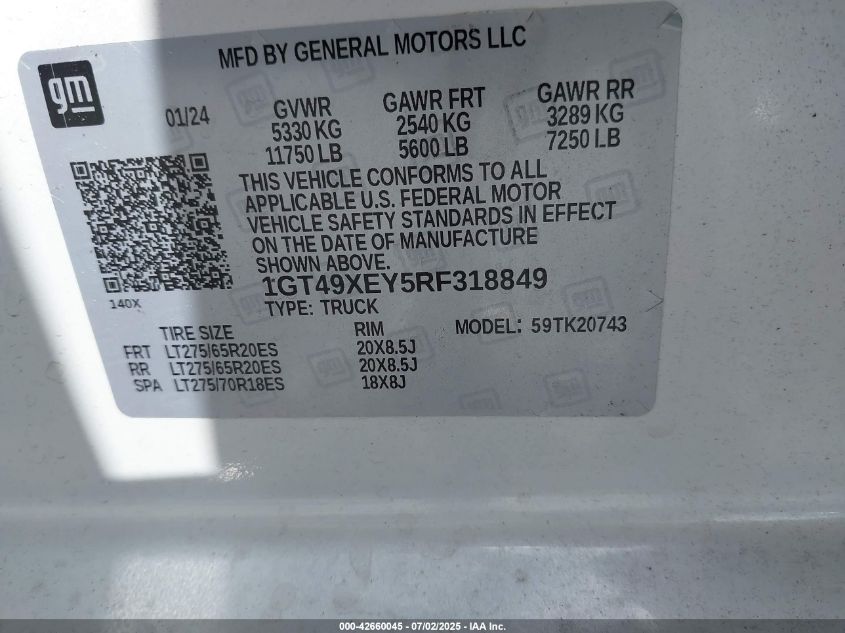 MFD BY GENERAL MOTORS LLC
gm
01/24
GVWR GAWR FRT GAWR RR
5330 KG 2540 KG 3289 KG
11750 LB 5600 LB 7250 LB
THIS VEHICLE CONFORMS TO ALL
APPLICABLE U.S. FEDERAL MOTOR
VEHICLE SAFETY STANDARDS IN EFFECT
ON THE DATE OF MANUFACTURE
SHOWN ABOVE.
1GT49XEY5RF318849
140X
TYPE: TRUCK
TIRE SIZE RIM MODEL: 59TK20743
FRT LT275/65R20ES 20X8.5J
RR LT275/65R20ES 20X8.5J
SPA LT275/70R18ES 18X8J
000-42660045 - 07/02/2025 - IAA Inc.